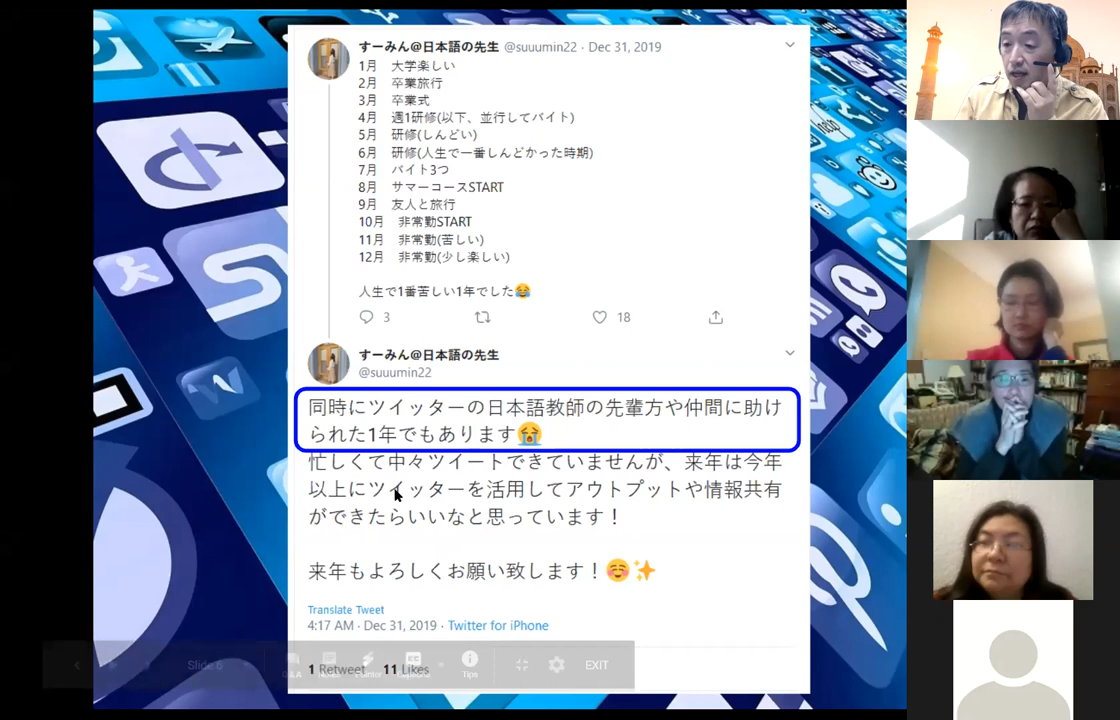 すーみん@日本語の先生 @suuumin22 · Dec 31, 2019
1月 大学楽しい
2月 卒業旅行
3月 卒業式
4月 週1研修(以下、並行してバイト)
5月 研修(しんどい)
6月 研修(人生で一番しんどかった時期)
7月 バイト3つ
8月 サマーコースSTART
9月 友人と旅行
10月 非常勤START
11月 非常勤(苦しい)
12月 非常勤(少し楽しい)
人生で1番苦しい1年でした😂
3 18
すーみん@日本語の先生
@suuumin22
同時にツイッターの日本語教師の先輩方や仲間に助け
られた1年でもあります😭
忙しくて中々ツイートできていませんが、来年は今年
以上にツイッターを活用してアウトプットや情報共有
ができたらいいなと思っています！
来年もよろしくお願い致します！☺️✨
Translate Tweet
4:17 AM · Dec 31, 2019 · Twitter for iPhone
1 Retweet 11 Likes
Slide 6
Q&A Notes Pointer Captions Tips EXIT